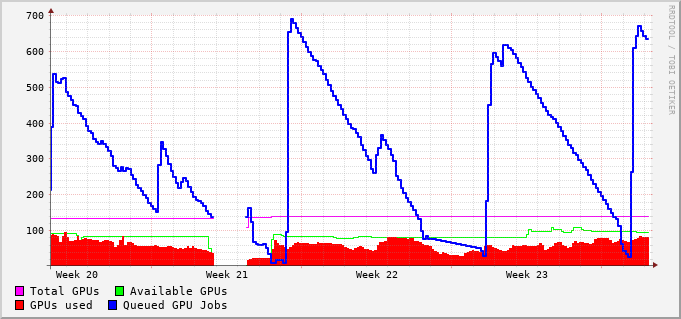 700
600
500
400
300
200
100
Week 20 Week 21 Week 22 Week 23
Total GPUs Available GPUs
GPUs used Queued GPU Jobs
RRDTOOL / TOBI OETIKER